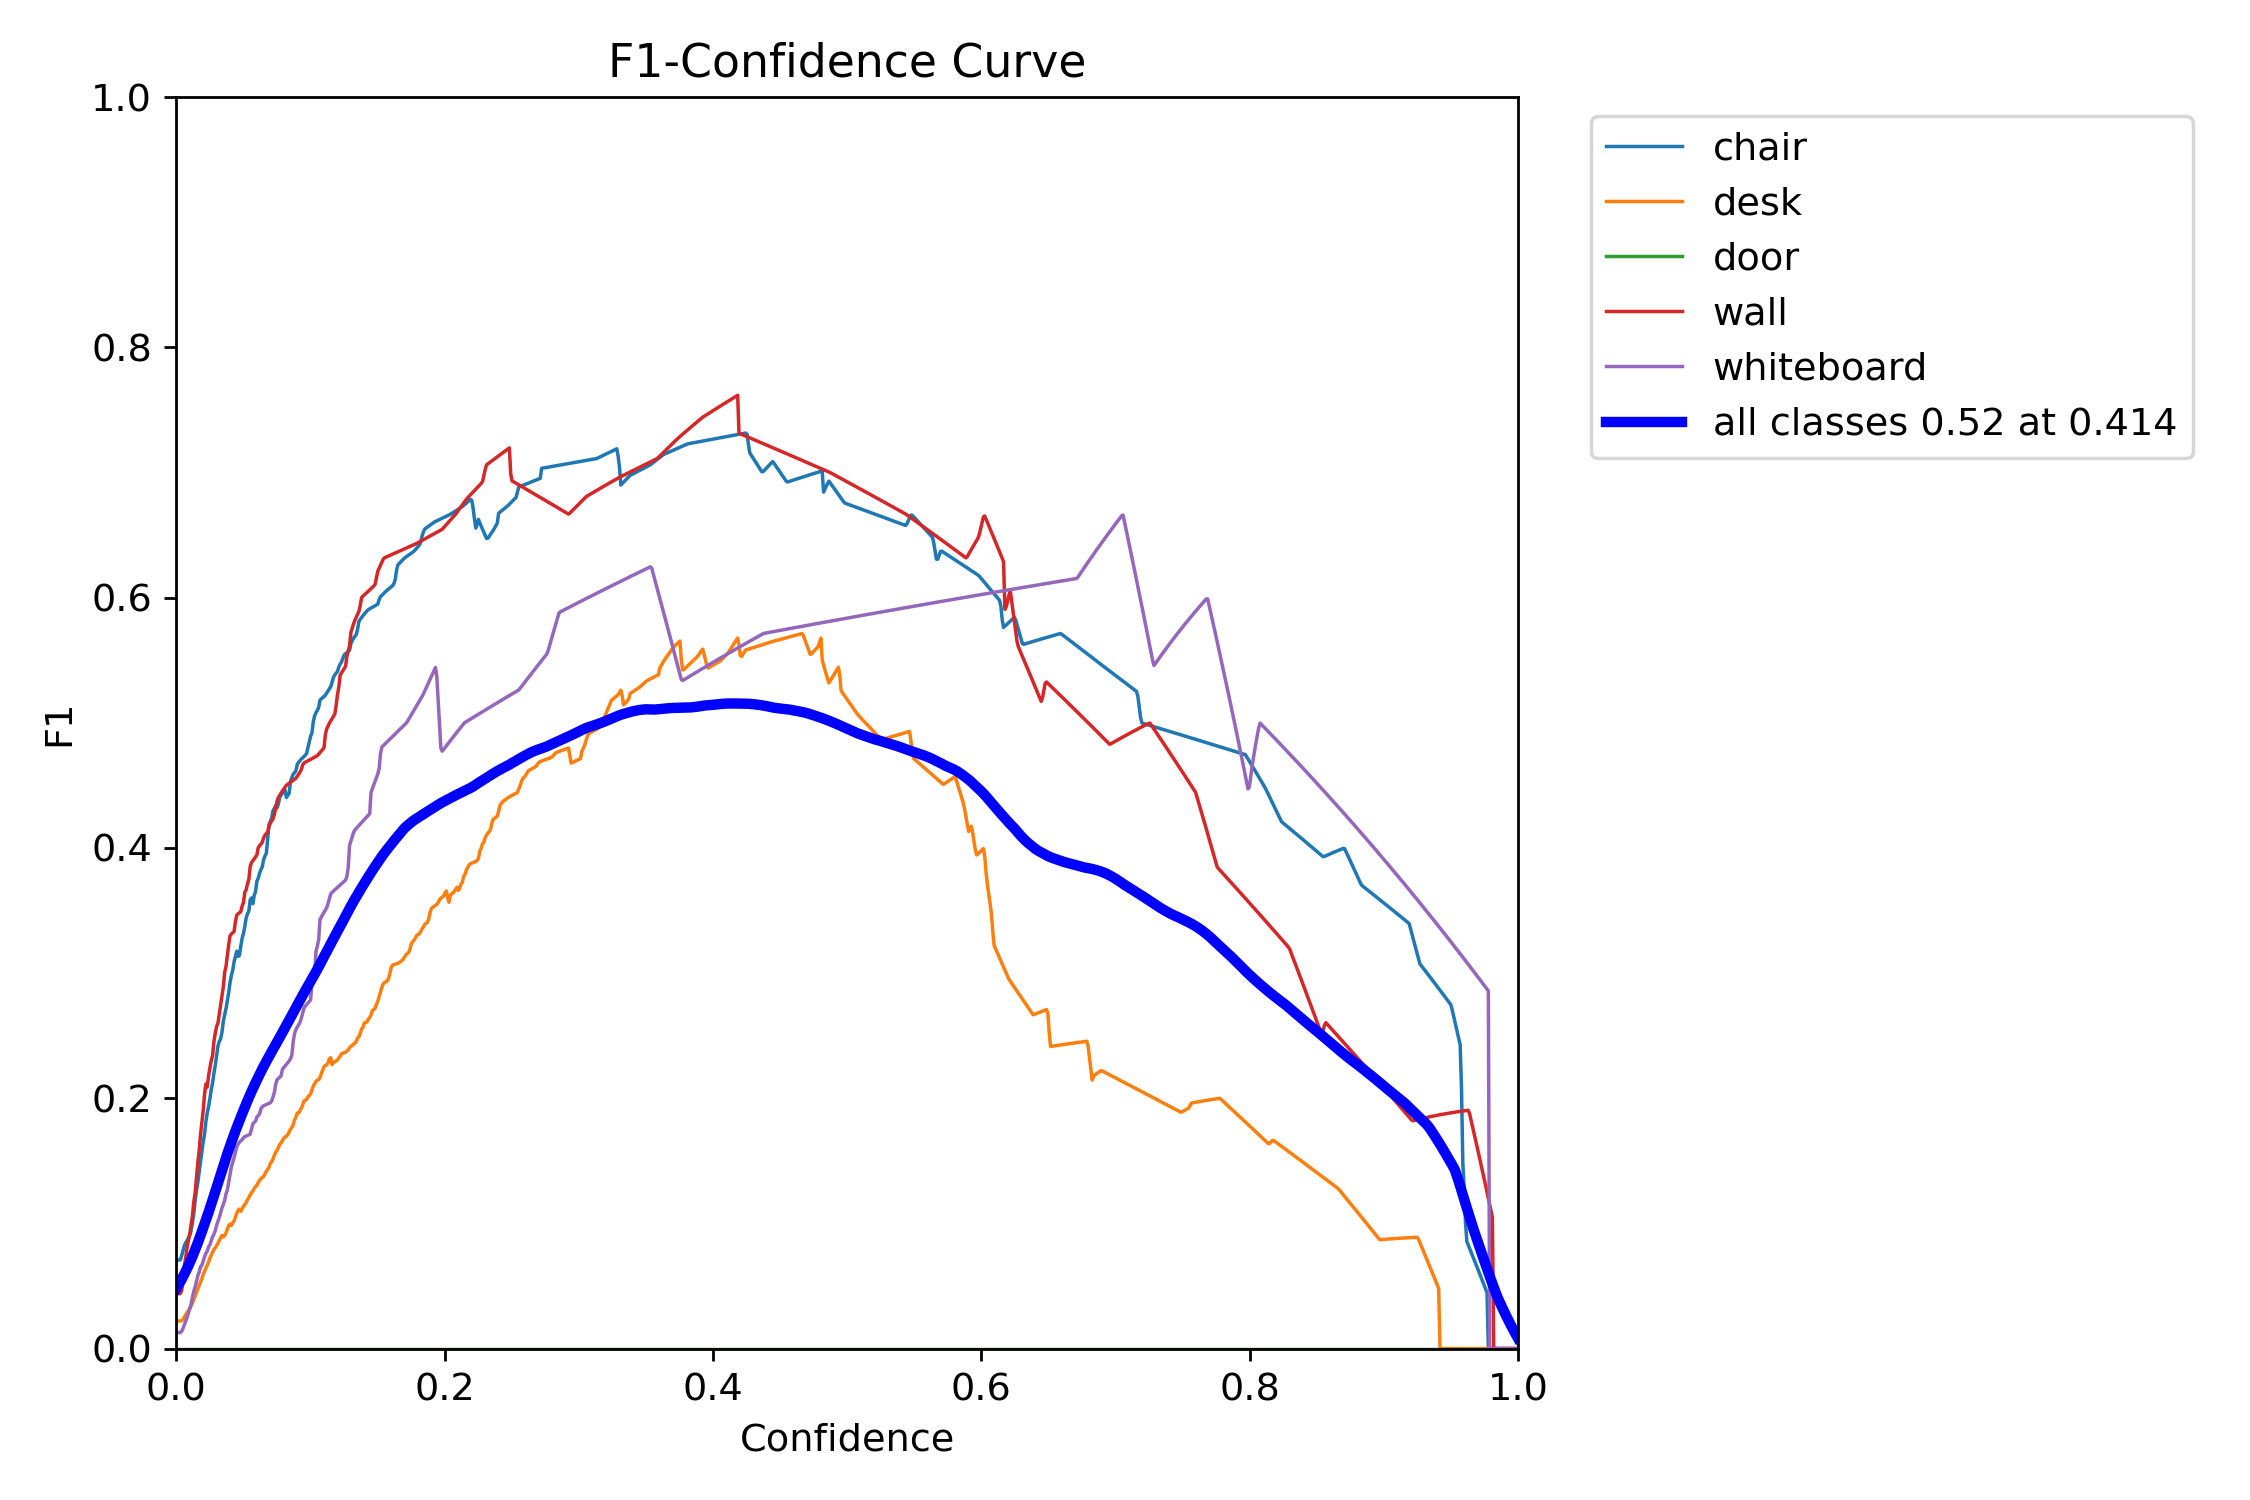 F1-Confidence Curve
1.0
0.8
0.6
0.4
0.2
0.0
F1
0.0 0.2 0.4 0.6 0.8 1.0
Confidence
chair
desk
door
wall
whiteboard
all classes 0.52 at 0.414